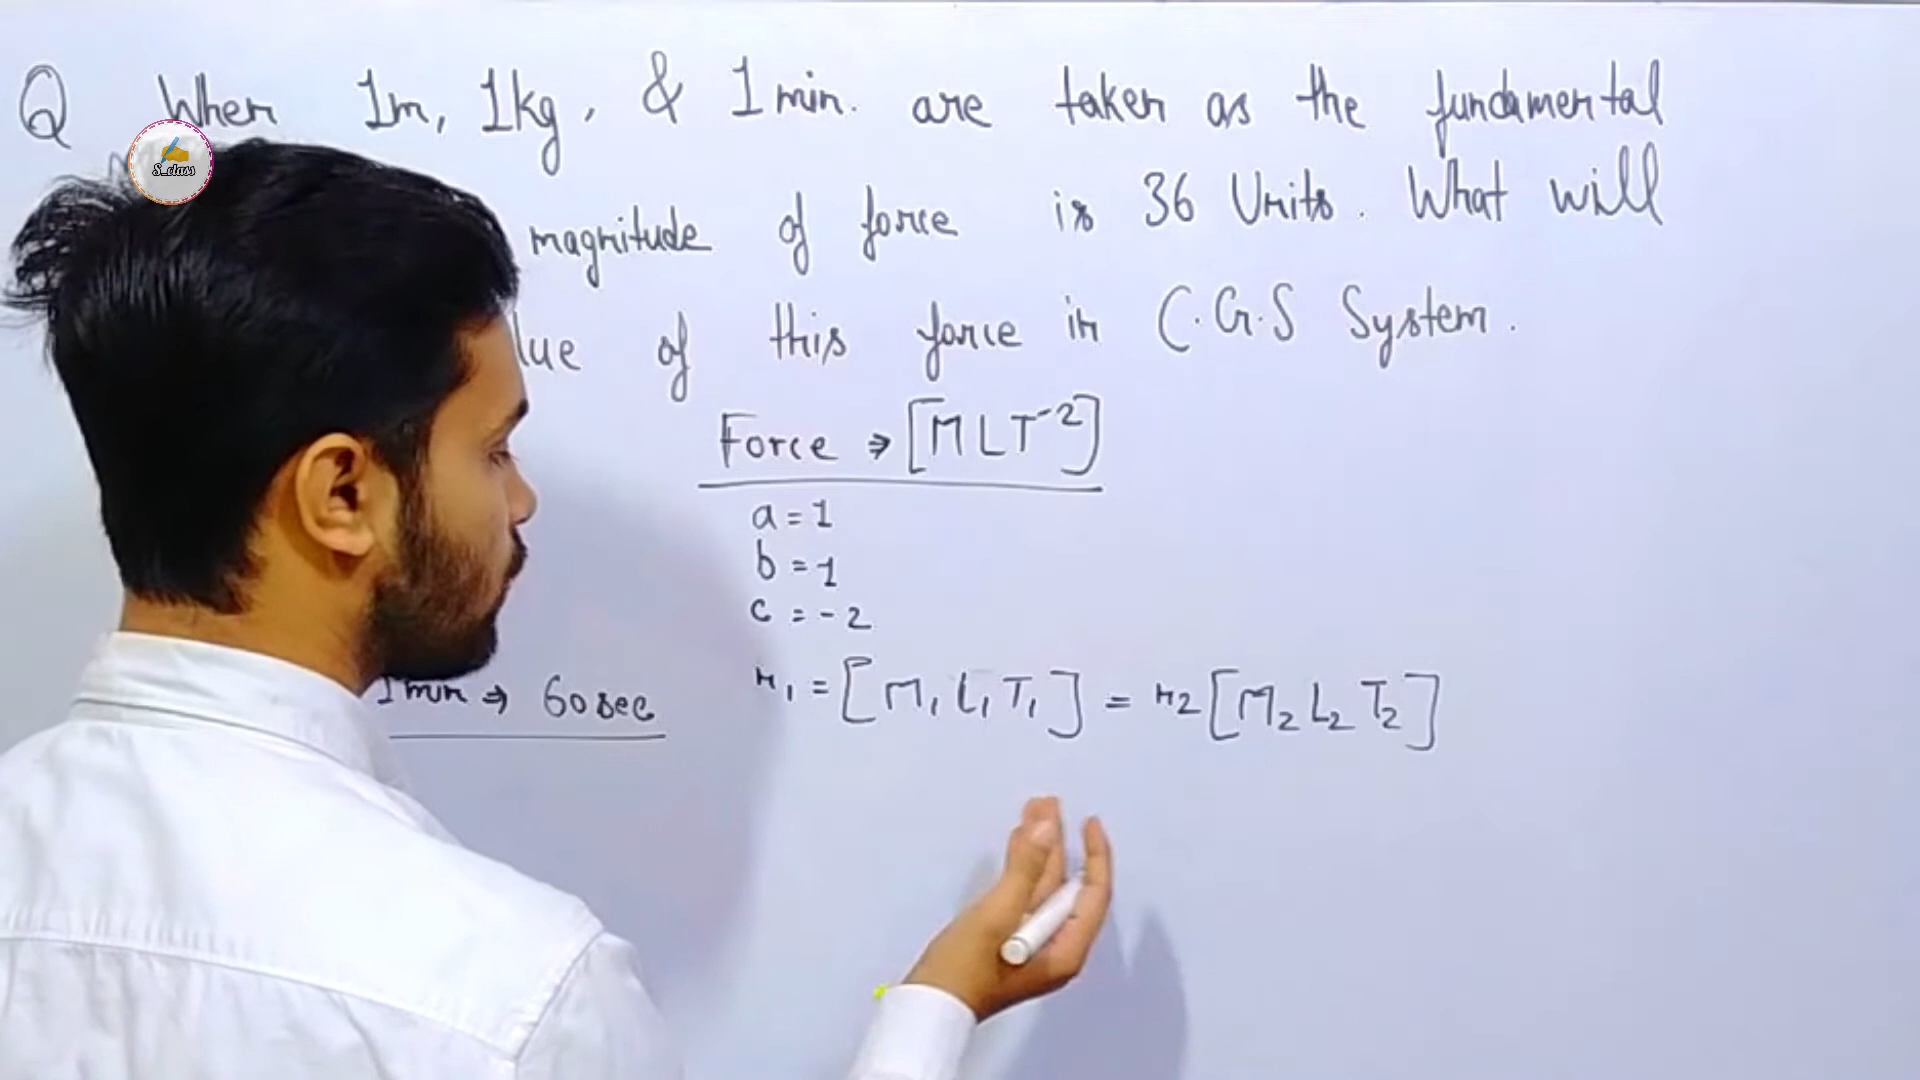 Q When 1m, 1kg, & 1 min. are taken as the fundamental
magnitude of force is 36 Units. What will
lue of this force in C.G.S System.
Force ⇒ [MLT⁻²]
a = 1
b = 1
c = -2
1 min ⇒ 60 sec
n₁ = [M₁ L₁ T₁] = n₂ [M₂ L₂ T₂]
S_class